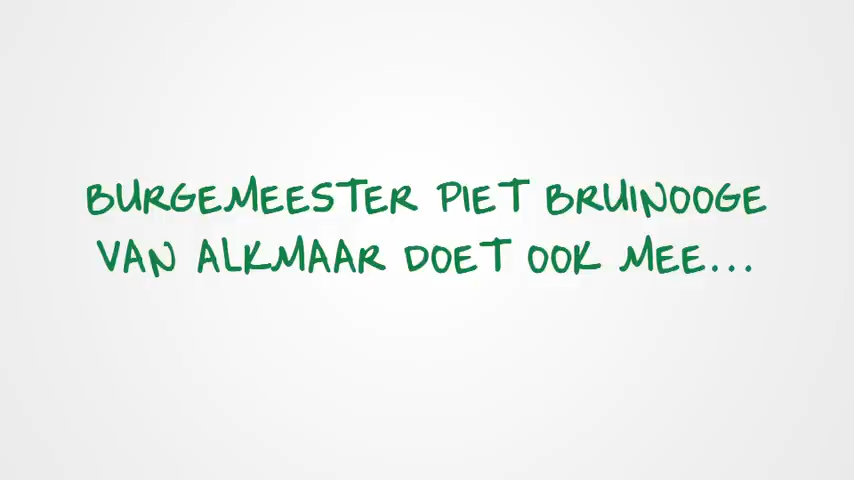 BURGEMEESTER PIET BRUINOOGE
VAN ALKMAAR DOET OOK MEE...